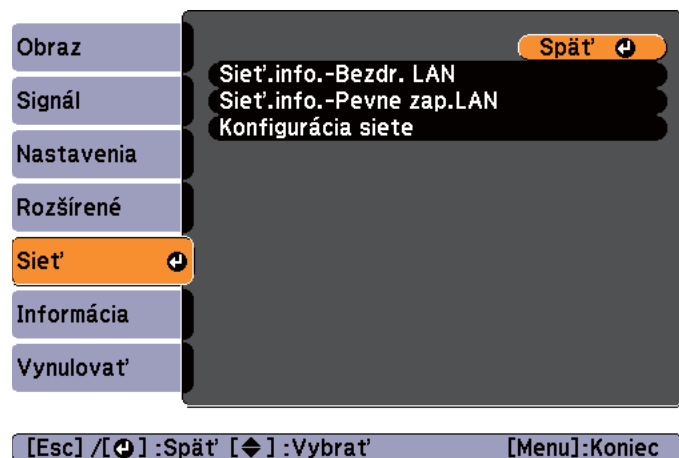 Obraz
Signál
Nastavenia
Rozšírené
Sieť
Informácia
Vynulovať
Späť
Sieť.info.-Bezdr. LAN
Sieť.info.-Pevne zap.LAN
Konfigurácia siete
[Esc] /[⏎] :Späť [◆] :Vybrať [Menu]:Koniec